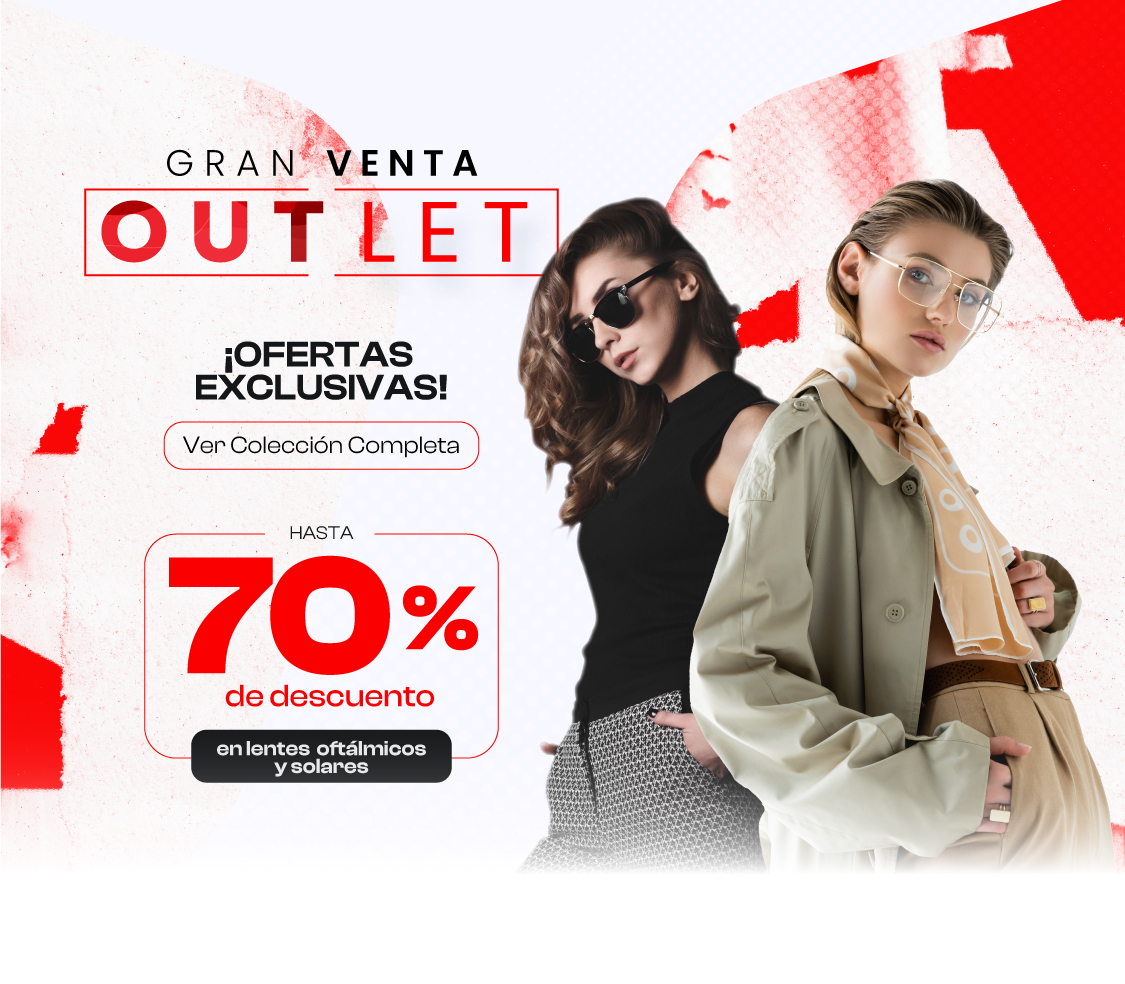 GRAN VENTA
OUTLET
¡OFERTAS
EXCLUSIVAS!
Ver Colección Completa
HASTA
70%
de descuento
en lentes oftálmicos
y solares